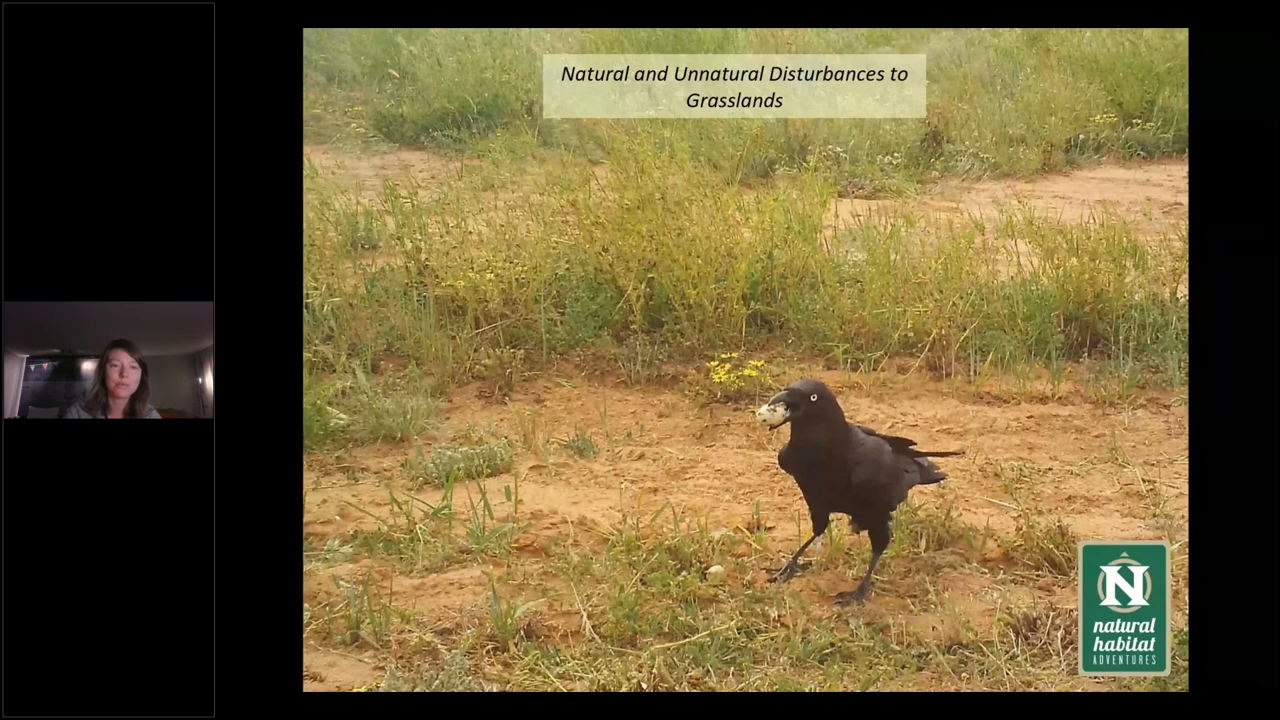 Natural and Unnatural Disturbances to
Grasslands
N
natural
habitat
ADVENTURES